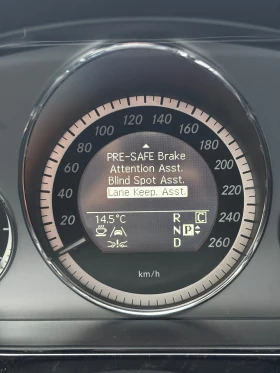 20
40
60
80
100
120
140
160
180
200
220
240
260
PRE-SAFE Brake
Attention Asst.
Blind Spot Asst.
Lane Keep. Asst.
14.5°C R C
N P
D
km/h